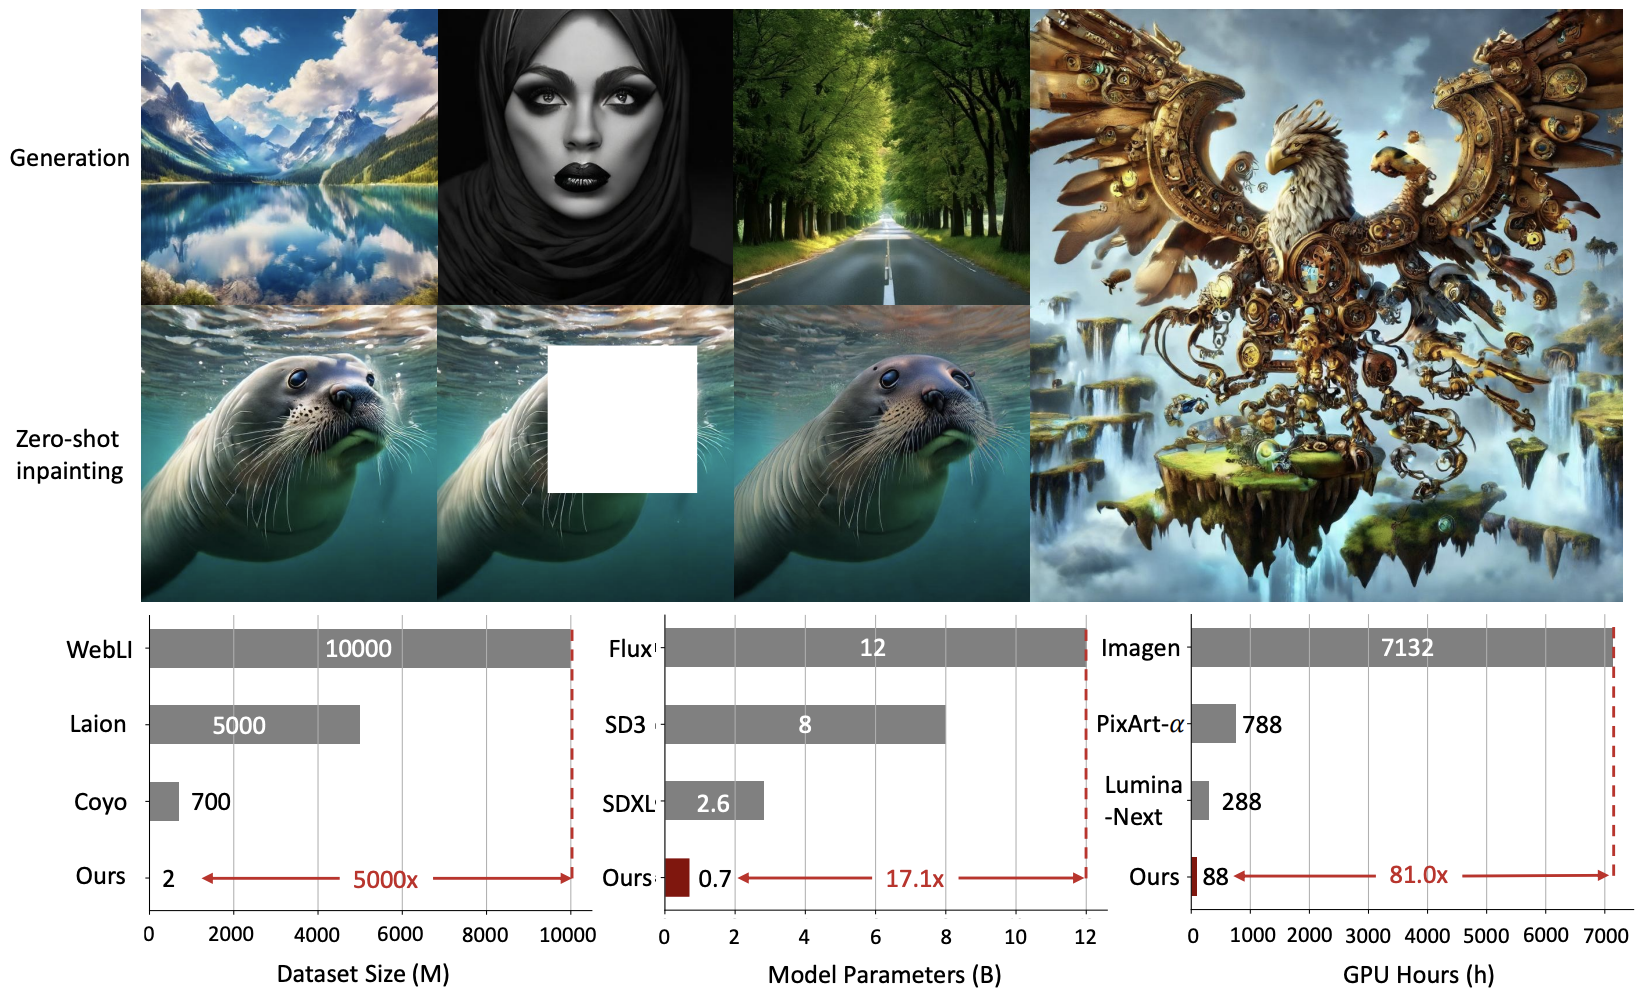 Generation
Zero-shot
inpainting
WebLI
10000
Laion
5000
Coyo
700
Ours
2
5000x
0
2000
4000
6000
8000
10000
Dataset Size (M)
Flux
12
SD3
8
SDXL
2.6
Ours
0.7
17.1x
0
2
4
6
8
10
12
Model Parameters (B)
Imagen
7132
PixArt-α
788
Lumina
-Next
288
Ours
88
81.0x
0
1000
2000
3000
4000
5000
6000
7000
GPU Hours (h)